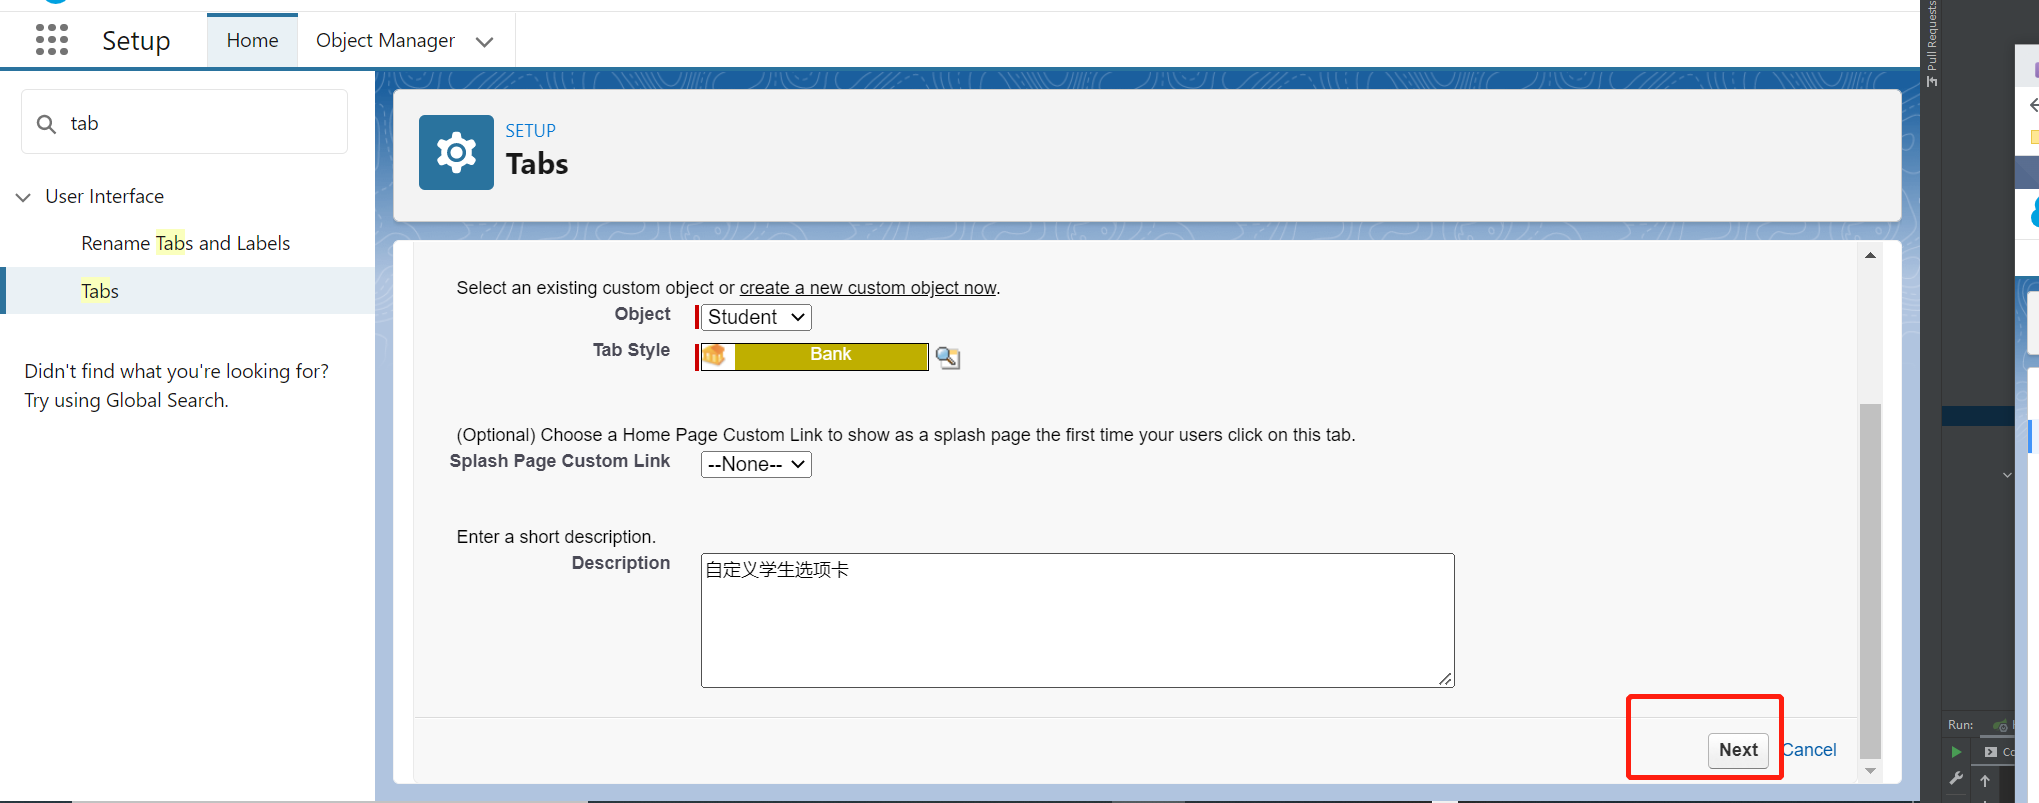 Setup
Home
Object Manager
tab
User Interface
Rename Tabs and Labels
Tabs
Didn't find what you're looking for?
Try using Global Search.
SETUP
Tabs
Select an existing custom object or create a new custom object now.
Object Student
Tab Style Bank
(Optional) Choose a Home Page Custom Link to show as a splash page the first time your users click on this tab.
Splash Page Custom Link --None--
Enter a short description.
Description 自定义学生选项卡
Next Cancel
Pull Requests
Run: